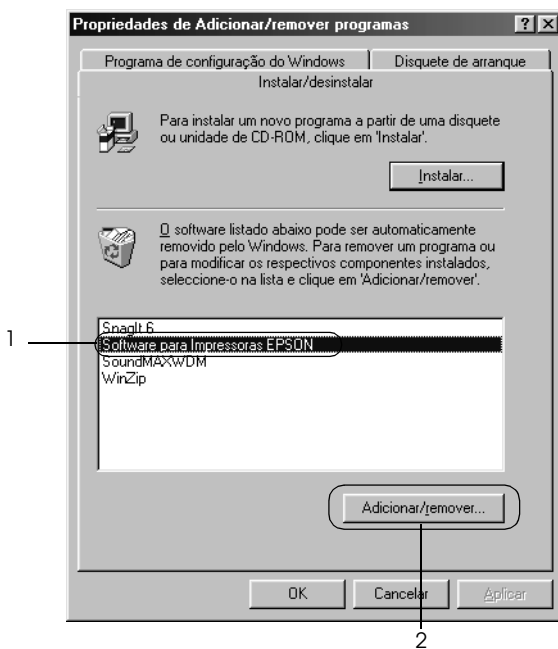 Propriedades de Adicionar/remover programas
Programa de configuração do Windows
Disquete de arranque
Instalar/desinstalar
Para instalar um novo programa a partir de uma disquete
ou unidade de CD-ROM, clique em 'Instalar'.
Instalar...
O software listado abaixo pode ser automaticamente
removido pelo Windows. Para remover um programa ou
para modificar os respectivos componentes instalados,
seleccione-o na lista e clique em 'Adicionar/remover'.
1
SnagIt 6
Software para Impressoras EPSON
SoundMAXWDM
WinZip
Adicionar/remover...
OK
Cancelar
Aplicar
2